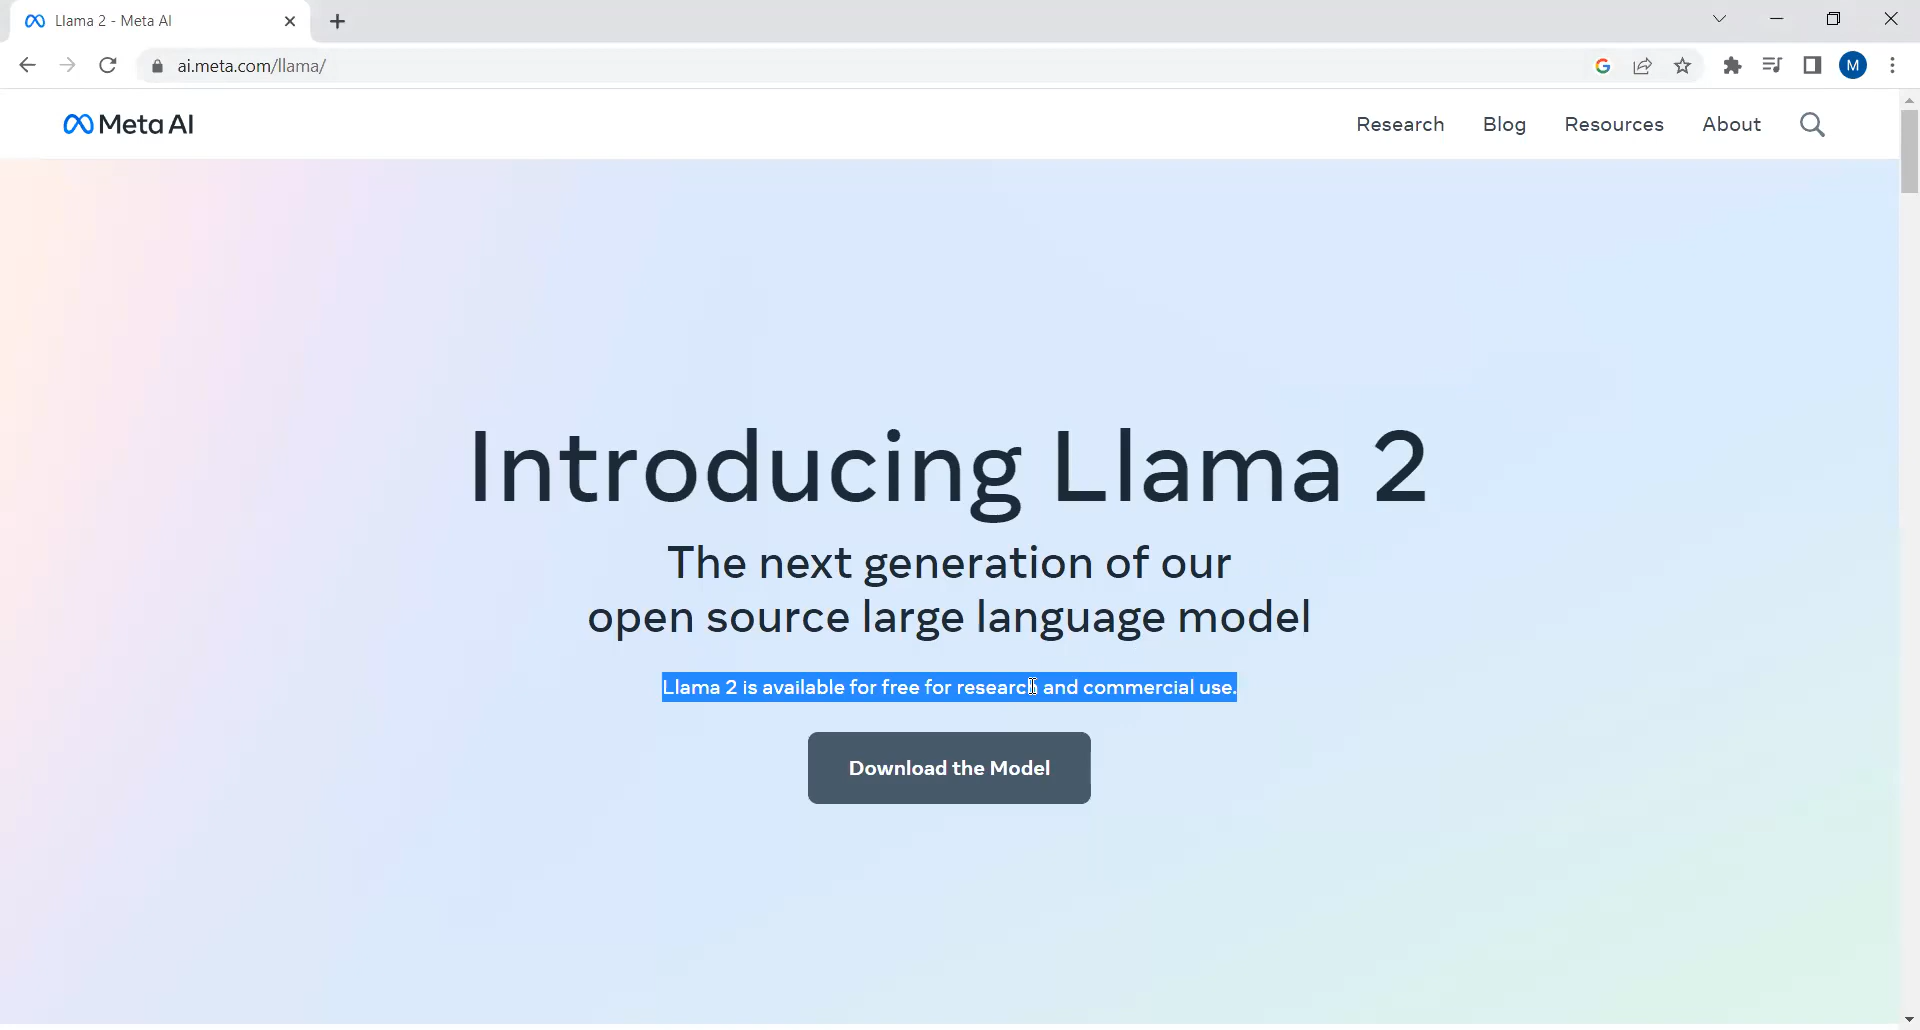 Llama 2 - Meta AI
ai.meta.com/llama/
M
Meta AI
Research Blog Resources About
Introducing Llama 2
The next generation of our
open source large language model
Llama 2 is available for free for research and commercial use.
Download the Model